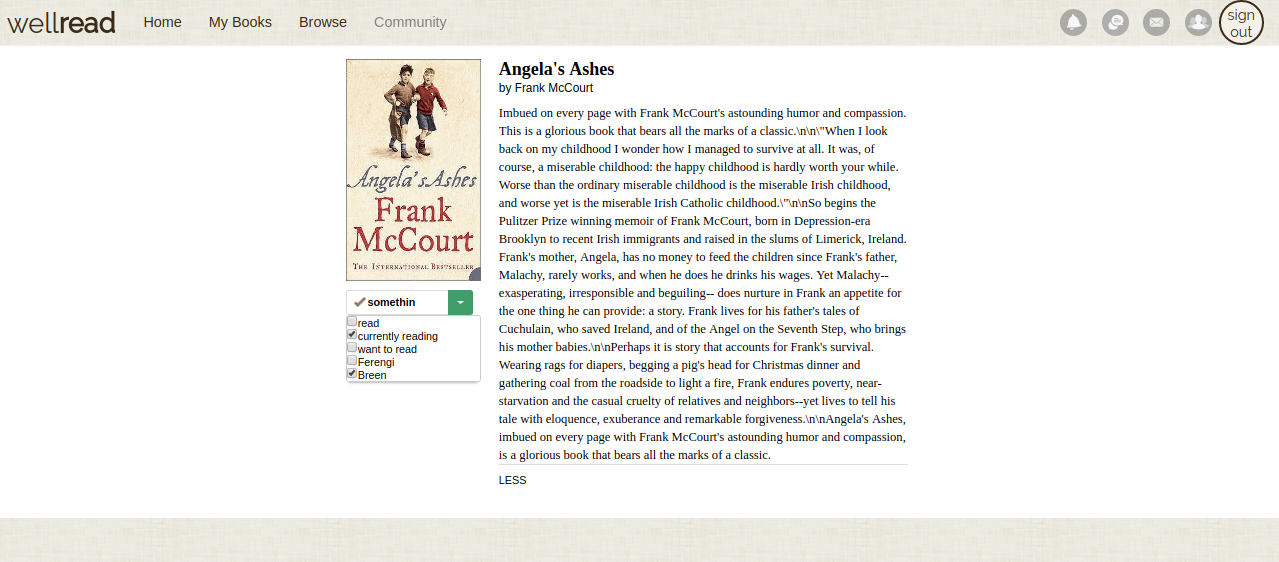 wellread Home My Books Browse Community sign out
Angela's Ashes
by Frank McCourt
Angela's Ashes
Frank
McCourt
The International Bestseller
somethin
read
currently reading
want to read
Ferengi
Breen
Imbued on every page with Frank McCourt's astounding humor and compassion.
This is a glorious book that bears all the marks of a classic.\n\n\"When I look
back on my childhood I wonder how I managed to survive at all. It was, of
course, a miserable childhood: the happy childhood is hardly worth your while.
Worse than the ordinary miserable childhood is the miserable Irish childhood,
and worse yet is the miserable Irish Catholic childhood.\"\n\nSo begins the
Pulitzer Prize winning memoir of Frank McCourt, born in Depression-era
Brooklyn to recent Irish immigrants and raised in the slums of Limerick, Ireland.
Frank's mother, Angela, has no money to feed the children since Frank's father,
Malachy, rarely works, and when he does he drinks his wages. Yet Malachy--
exasperating, irresponsible and beguiling-- does nurture in Frank an appetite for
the one thing he can provide: a story. Frank lives for his father's tales of
Cuchulain, who saved Ireland, and of the Angel on the Seventh Step, who brings
his mother babies.\n\nPerhaps it is story that accounts for Frank's survival.
Wearing rags for diapers, begging a pig's head for Christmas dinner and
gathering coal from the roadside to light a fire, Frank endures poverty, near-
starvation and the casual cruelty of relatives and neighbors--yet lives to tell his
tale with eloquence, exuberance and remarkable forgiveness.\n\nAngela's Ashes,
imbued on every page with Frank McCourt's astounding humor and compassion,
is a glorious book that bears all the marks of a classic.
LESS